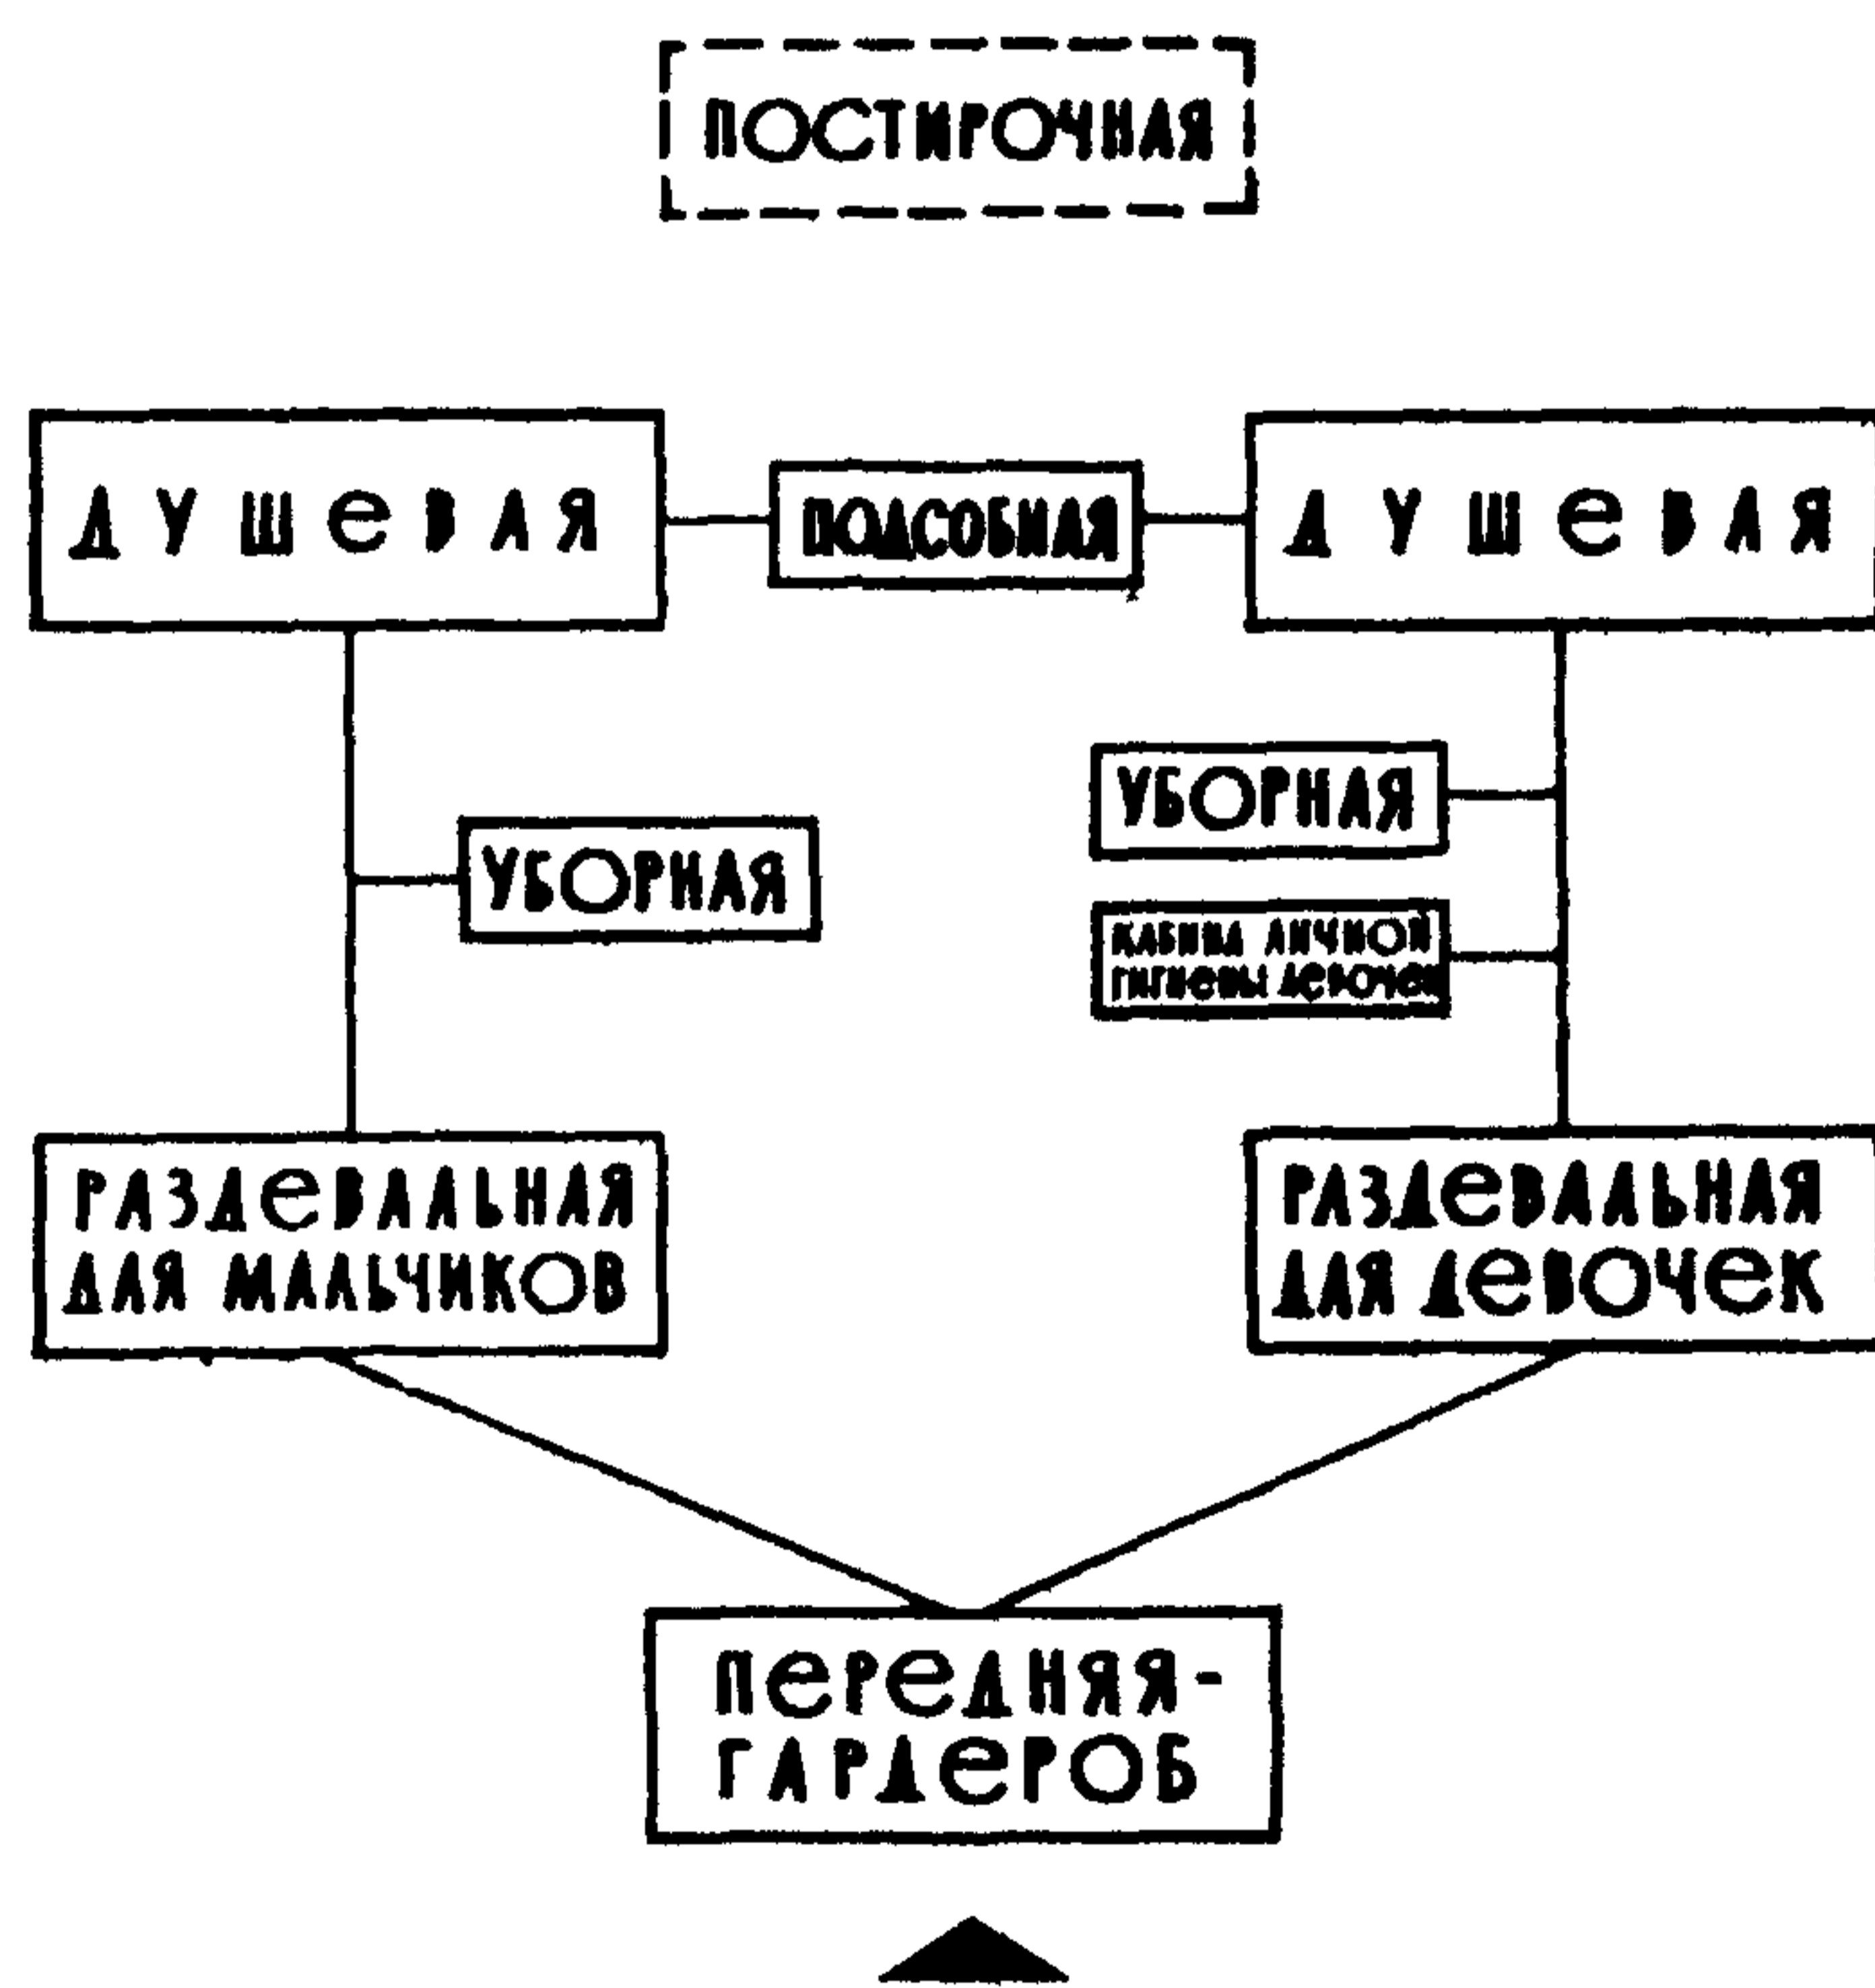 ПОСТИРОЧНАЯ
ДУШЕВАЯ
ПОДСОБНАЯ
ДУШЕВАЯ
УБОРНАЯ
УБОРНАЯ
КАБИНА ЛИЧНОЙ
ГИГИЕНЫ ДЕВОЧЕК
РАЗДЕВАЛЬНАЯ
ДЛЯ МАЛЬЧИКОВ
РАЗДЕВАЛЬНАЯ
ДЛЯ ДЕВОЧЕК
ПЕРЕДНЯЯ-
ГАРДЕРОБ